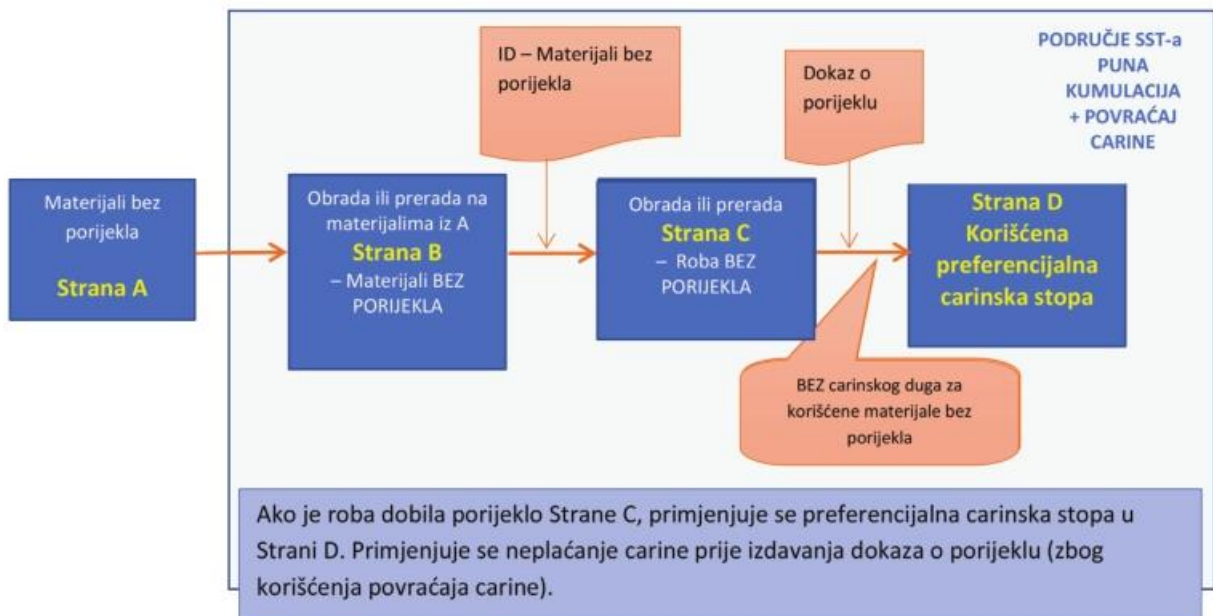 PODRUČJE SST-a
PUNA
KUMULACIJA
+ POVRAĆAJ
CARINE
ID – Materijali bez
porijekla
Dokaz o
porijeklu
Materijali bez
porijekla
Strana A
Obrada ili prerada na
materijalima iz A
Strana B
– Materijali BEZ
PORIJEKLA
Obrada ili prerada
Strana C
– Roba BEZ
PORIJEKLA
Strana D
Korišćena
preferencijalna
carinska stopa
BEZ carinskog duga za
korišćene materijale bez
porijekla
Ako je roba dobila porijeklo Strane C, primjenjuje se preferencijalna carinska stopa u
Strani D. Primjenjuje se neplaćanje carine prije izdavanja dokaza o porijeklu (zbog
korišćenja povraćaja carine).